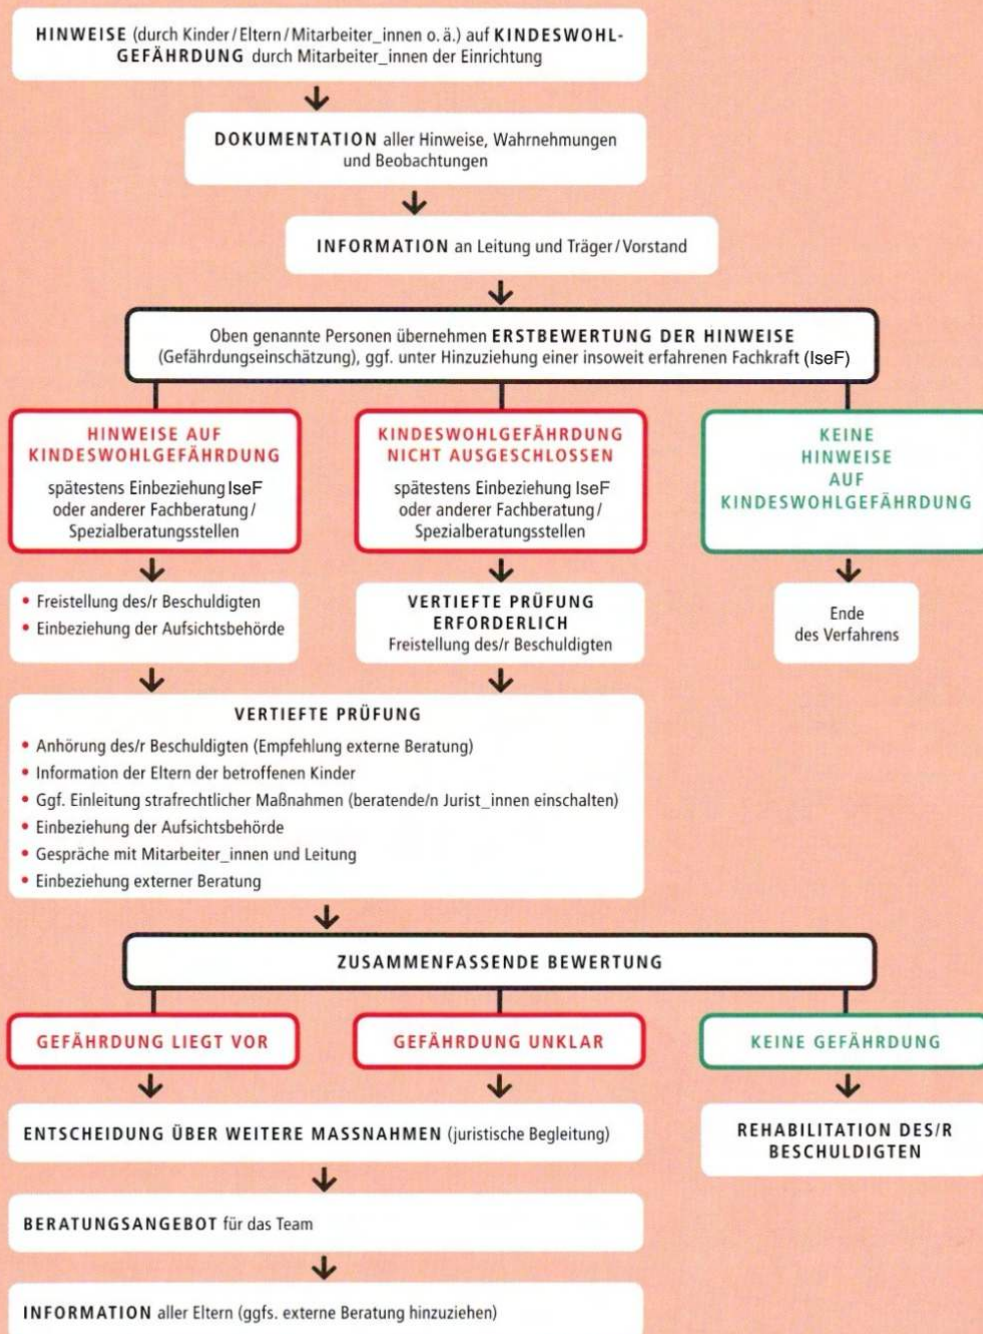 HINWEISE (durch Kinder/Eltern/Mitarbeiter_innen o. ä.) auf KINDESWOHL-
GEFÄHRDUNG durch Mitarbeiter_innen der Einrichtung
DOKUMENTATION aller Hinweise, Wahrnehmungen
und Beobachtungen
INFORMATION an Leitung und Träger/Vorstand
Oben genannte Personen übernehmen ERSTBEWERTUNG DER HINWEISE
(Gefährdungseinschätzung), ggf. unter Hinzuziehung einer insoweit erfahrenen Fachkraft (IseF)
HINWEISE AUF
KINDESWOHLGEFÄHRDUNG
spätestens Einbeziehung IseF
oder anderer Fachberatung/
Spezialberatungsstellen
KINDESWOHLGEFÄHRDUNG
NICHT AUSGESCHLOSSEN
spätestens Einbeziehung IseF
oder anderer Fachberatung/
Spezialberatungsstellen
KEINE
HINWEISE
AUF
KINDESWOHLGEFÄHRDUNG
• Freistellung des/r Beschuldigten
• Einbeziehung der Aufsichtsbehörde
VERTIEFTE PRÜFUNG
ERFORDERLICH
Freistellung des/r Beschuldigten
Ende
des Verfahrens
VERTIEFTE PRÜFUNG
• Anhörung des/r Beschuldigten (Empfehlung externe Beratung)
• Information der Eltern der betroffenen Kinder
• Ggf. Einleitung strafrechtlicher Maßnahmen (beratende/n Jurist_innen einschalten)
• Einbeziehung der Aufsichtsbehörde
• Gespräche mit Mitarbeiter_innen und Leitung
• Einbeziehung externer Beratung
ZUSAMMENFASSENDE BEWERTUNG
GEFÄHRDUNG LIEGT VOR
GEFÄHRDUNG UNKLAR
KEINE GEFÄHRDUNG
ENTSCHEIDUNG ÜBER WEITERE MASSNAHMEN (juristische Begleitung)
REHABILITATION DES/R
BESCHULDIGTEN
BERATUNGSANGEBOT für das Team
INFORMATION aller Eltern (ggfs. externe Beratung hinzuziehen)